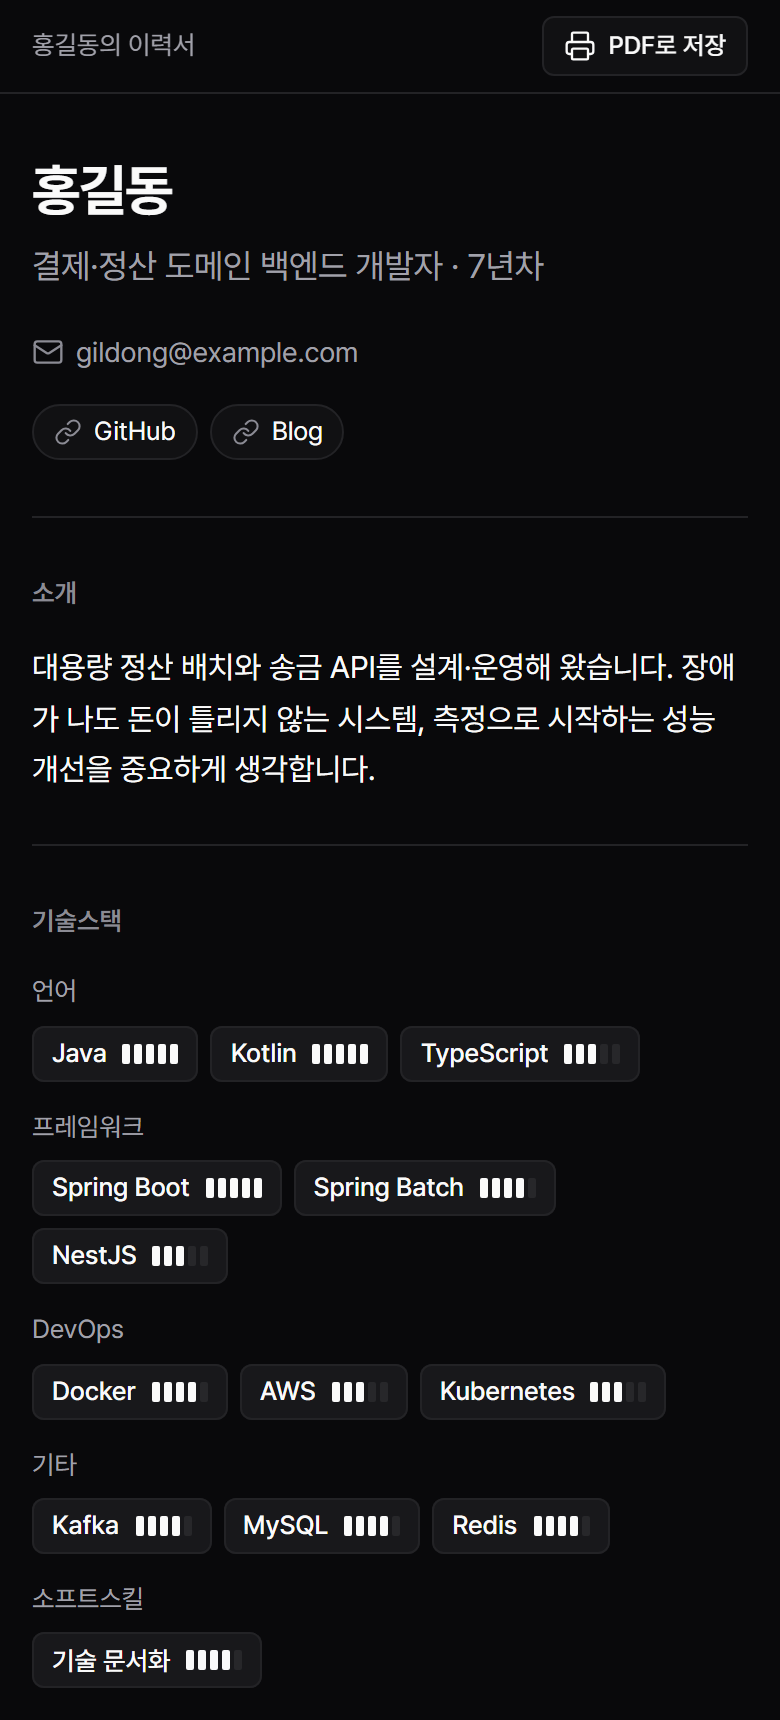 홍길동의 이력서
PDF로 저장
홍길동
결제·정산 도메인 백엔드 개발자 · 7년차
gildong@example.com
GitHub
Blog
소개
대용량 정산 배치와 송금 API를 설계·운영해 왔습니다. 장애
가 나도 돈이 틀리지 않는 시스템, 측정으로 시작하는 성능
개선을 중요하게 생각합니다.
기술스택
언어
Java
Kotlin
TypeScript
프레임워크
Spring Boot
Spring Batch
NestJS
DevOps
Docker
AWS
Kubernetes
기타
Kafka
MySQL
Redis
소프트스킬
기술 문서화